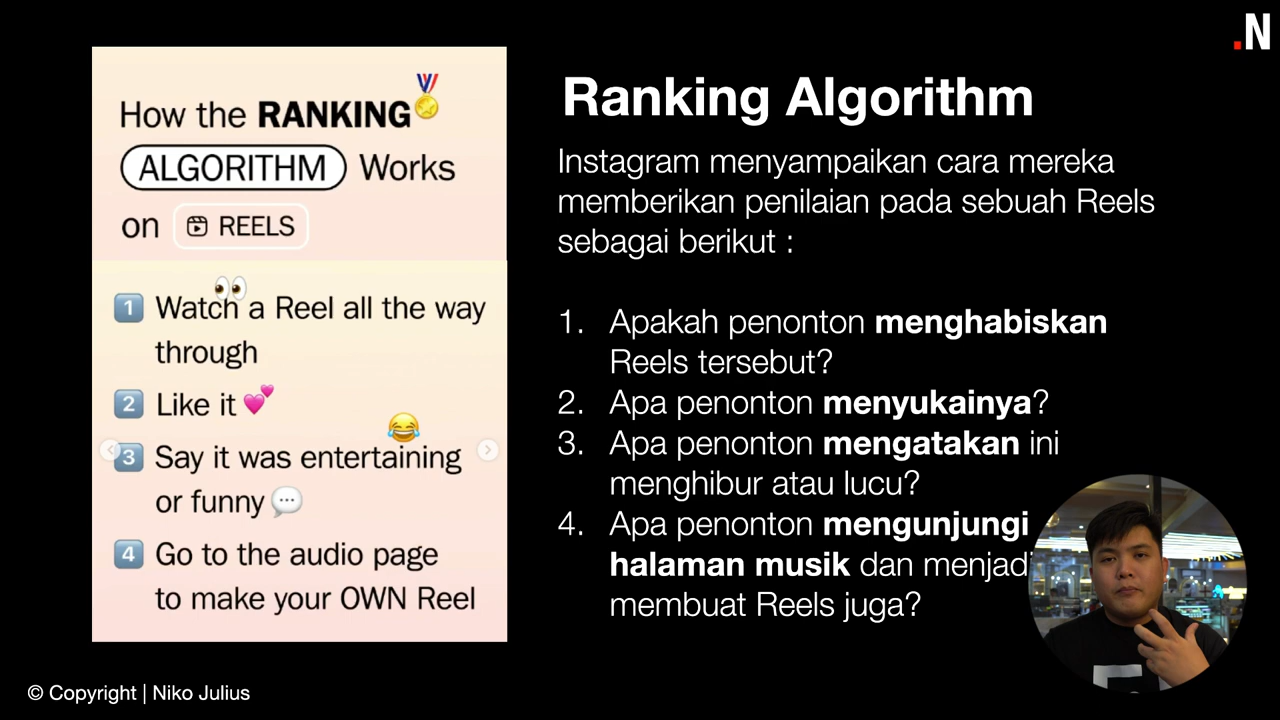 .N
How the RANKING
ALGORITHM Works
on REELS
1 Watch a Reel all the way
through
2 Like it
3 Say it was entertaining
or funny
4 Go to the audio page
to make your OWN Reel
Ranking Algorithm
Instagram menyampaikan cara mereka
memberikan penilaian pada sebuah Reels
sebagai berikut :
1. Apakah penonton menghabiskan
Reels tersebut?
2. Apa penonton menyukainya?
3. Apa penonton mengatakan ini
menghibur atau lucu?
4. Apa penonton mengunjungi
halaman musik dan menjadi
membuat Reels juga?
© Copyright | Niko Julius